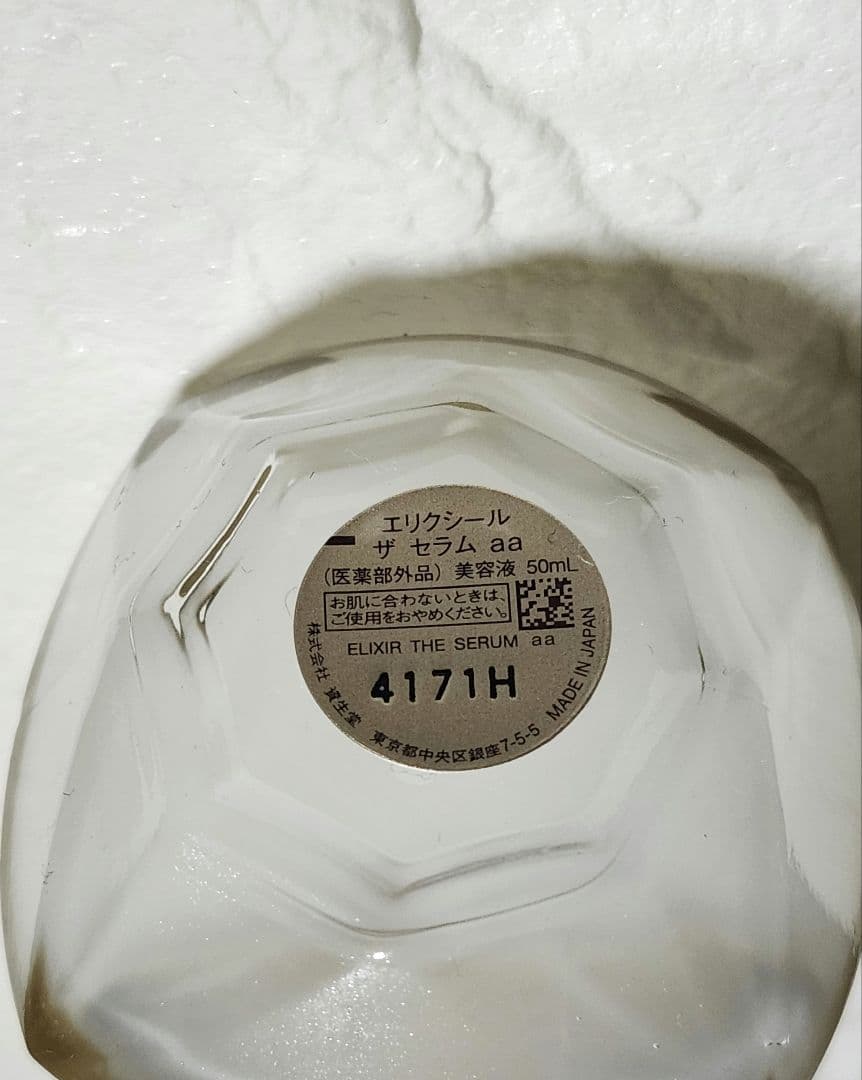 エリクシール
ザ セラム aa
(医薬部外品) 美容液 50mL
お肌に合わないときは、
ご使用をおやめください。
ELIXIR THE SERUM aa
4171H
株式会社 資生堂 東京都中央区銀座7-5-5 MADE IN JAPAN